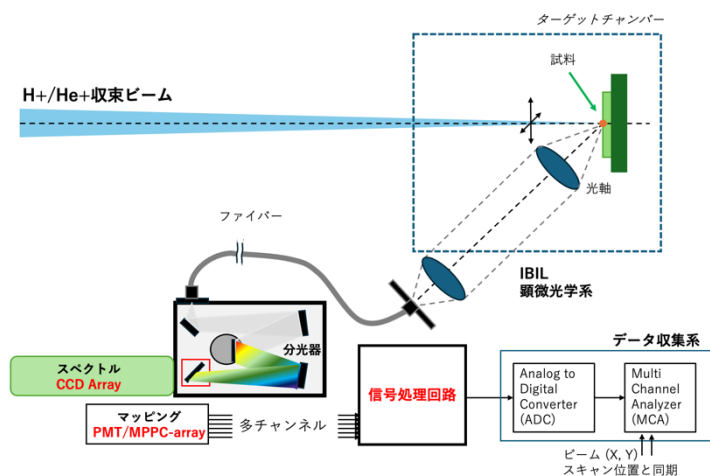 ターゲットチャンバー
試料
H+/He+収束ビーム
光軸
ファイバー
IBIL
顕微光学系
分光器
スペクトル
CCD Array
マッピング
PMT/MPPC-array
多チャンネル
信号処理回路
データ収集系
Analog to
Digital
Converter
(ADC)
Multi
Channel
Analyzer
(MCA)
ビーム (X, Y)
スキャン位置と同期